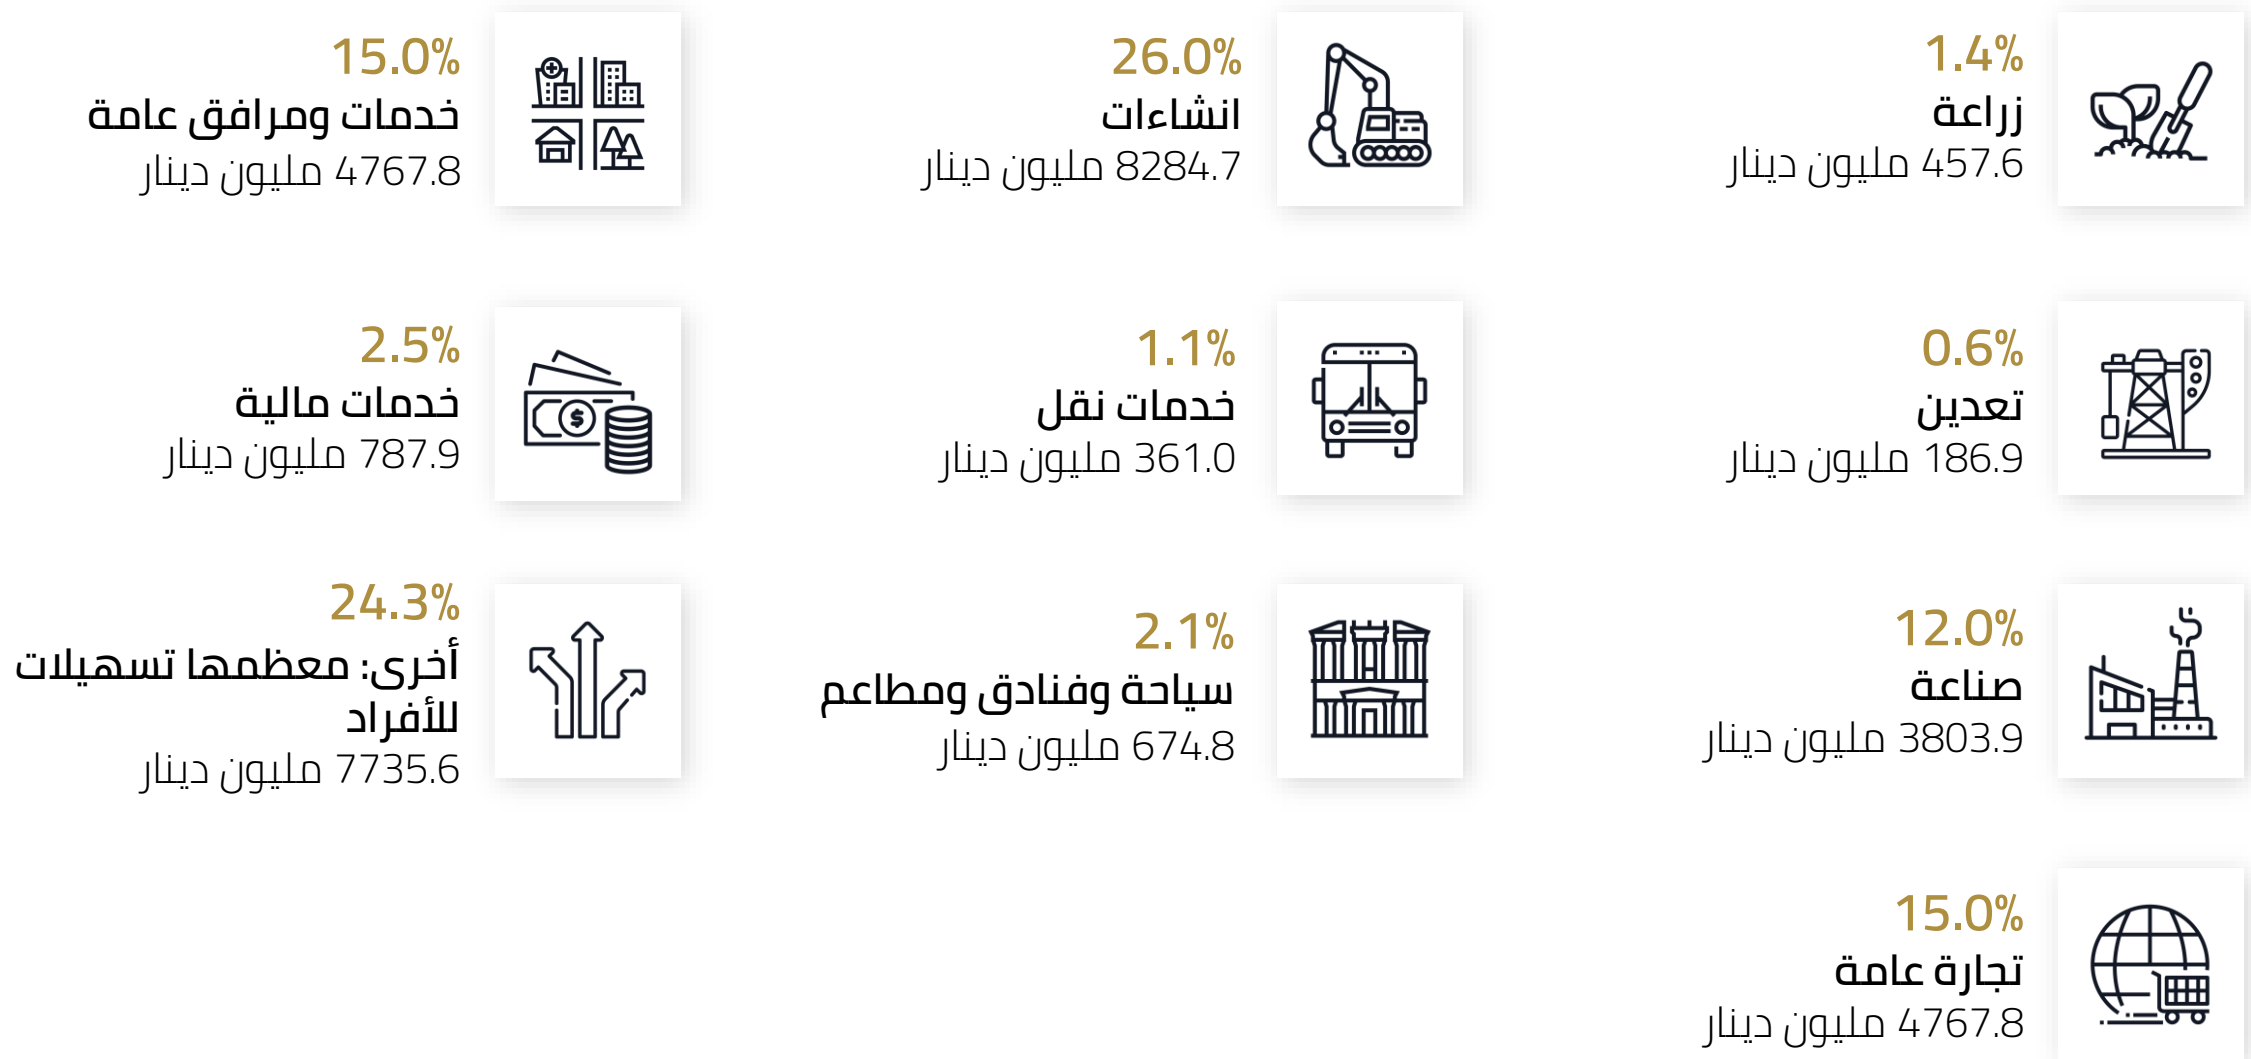 1.4%
زراعة
457.6 مليون دينار
26.0%
انشاءات
8284.7 مليون دينار
15.0%
خدمات ومرافق عامة
4767.8 مليون دينار
0.6%
تعدين
186.9 مليون دينار
1.1%
خدمات نقل
361.0 مليون دينار
2.5%
خدمات مالية
787.9 مليون دينار
12.0%
صناعة
3803.9 مليون دينار
2.1%
سياحة وفنادق ومطاعم
674.8 مليون دينار
24.3%
أخرى: معظمها تسهيلات
للأفراد
7735.6 مليون دينار
15.0%
تجارة عامة
4767.8 مليون دينار